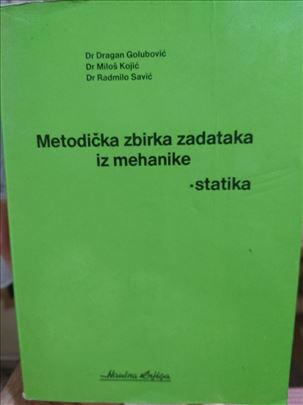 Dr Dragan Golubović
Dr Miloš Kojić
Dr Radmilo Savić
Metodička zbirka zadataka
iz mehanike
·statika
Naučna knjiga